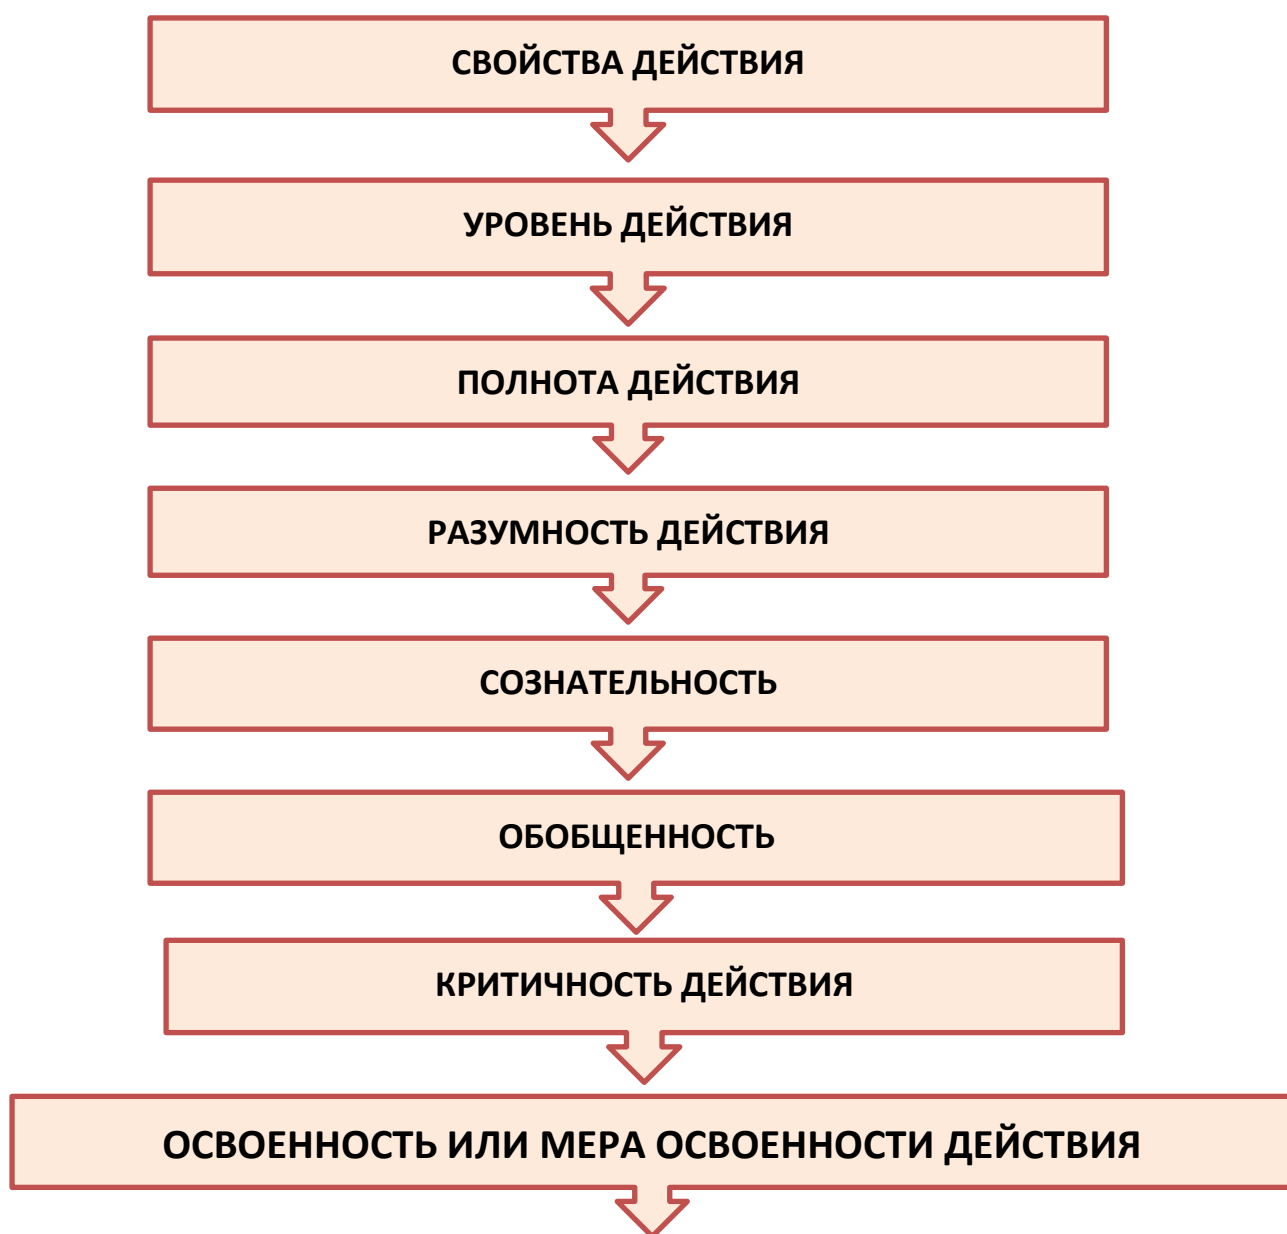 СВОЙСТВА ДЕЙСТВИЯ
УРОВЕНЬ ДЕЙСТВИЯ
ПОЛНОТА ДЕЙСТВИЯ
РАЗУМНОСТЬ ДЕЙСТВИЯ
СОЗНАТЕЛЬНОСТЬ
ОБОБЩЕННОСТЬ
КРИТИЧНОСТЬ ДЕЙСТВИЯ
ОСВОЕННОСТЬ ИЛИ МЕРА ОСВОЕННОСТИ ДЕЙСТВИЯ